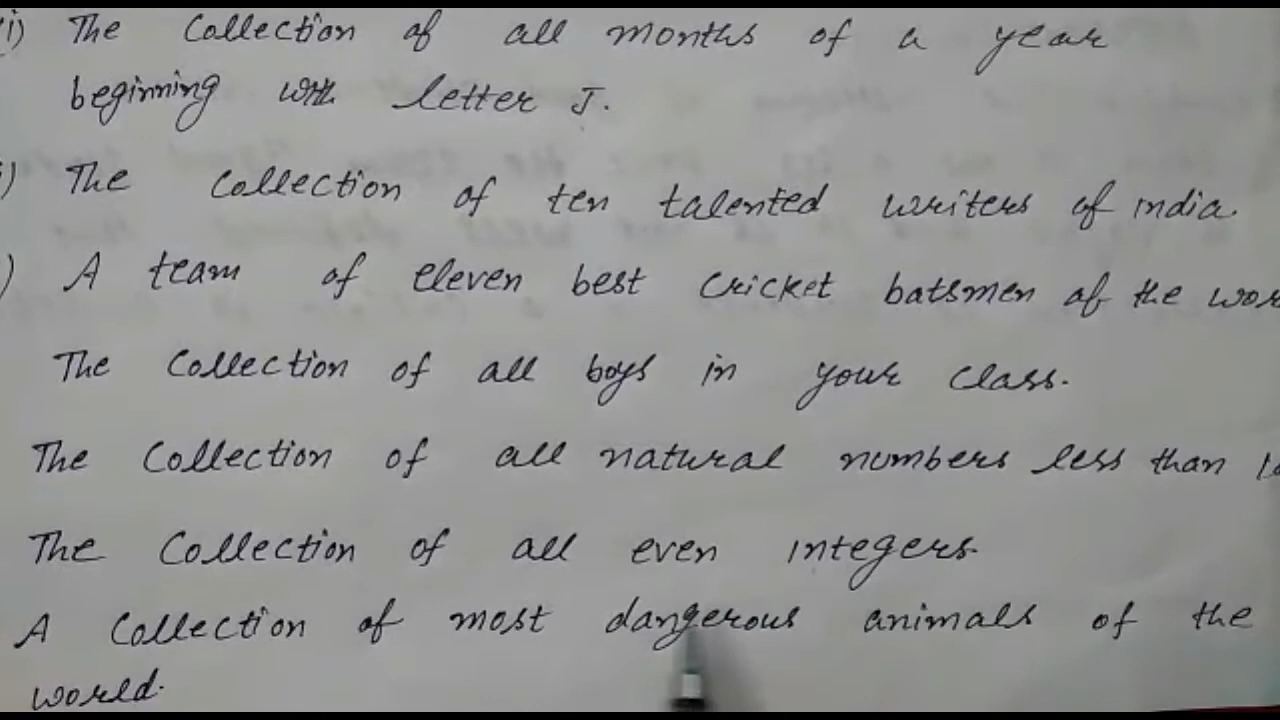 i) The Collection of all months of a year
beginning with letter J.
) The Collection of ten talented writers of india
) A team of eleven best cricket batsmen of the
The Collection of all boys in your class.
The Collection of all natural numbers less than
The Collection of all even integers.
A Collection of most dangerous animals of the
world.